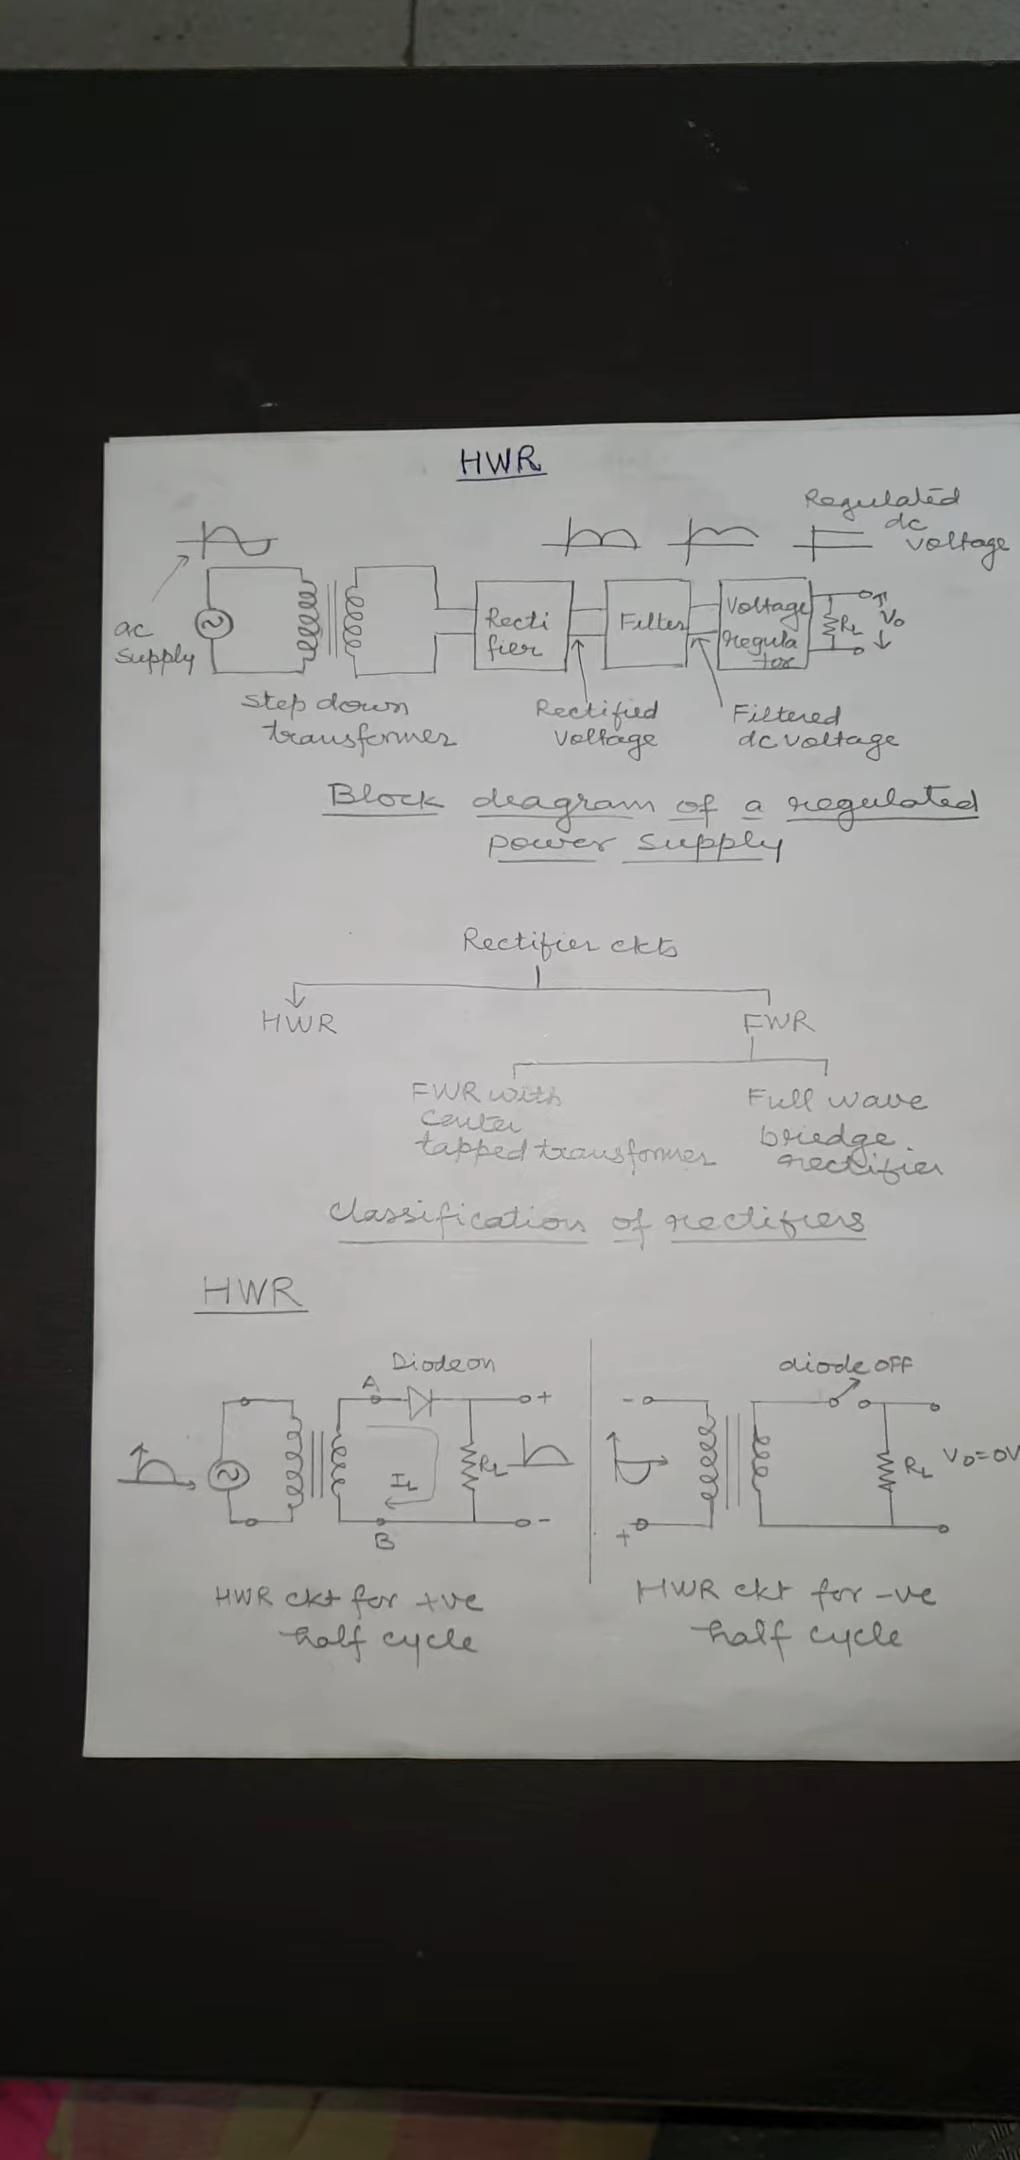 HWR
Regulated
dc
voltage
ac
supply
Recti
fier
Filter
Voltage
regula
tor
RL
Vo
Step down
transformer
Rectified
voltage
Filtered
dc voltage
Block deagram of a regulated
power supply
Rectifier ckts
HWR
FWR
FWR with
center
tapped transformer
Full wave
briedge
rectifier
classification of rectifiers
HWR
Diode on
A
+
IL
RL
B
-
HWR ckt for +ve
half cycle
diode OFF
-
RL
Vo=0V
+
HWR ckt for -ve
half cycle